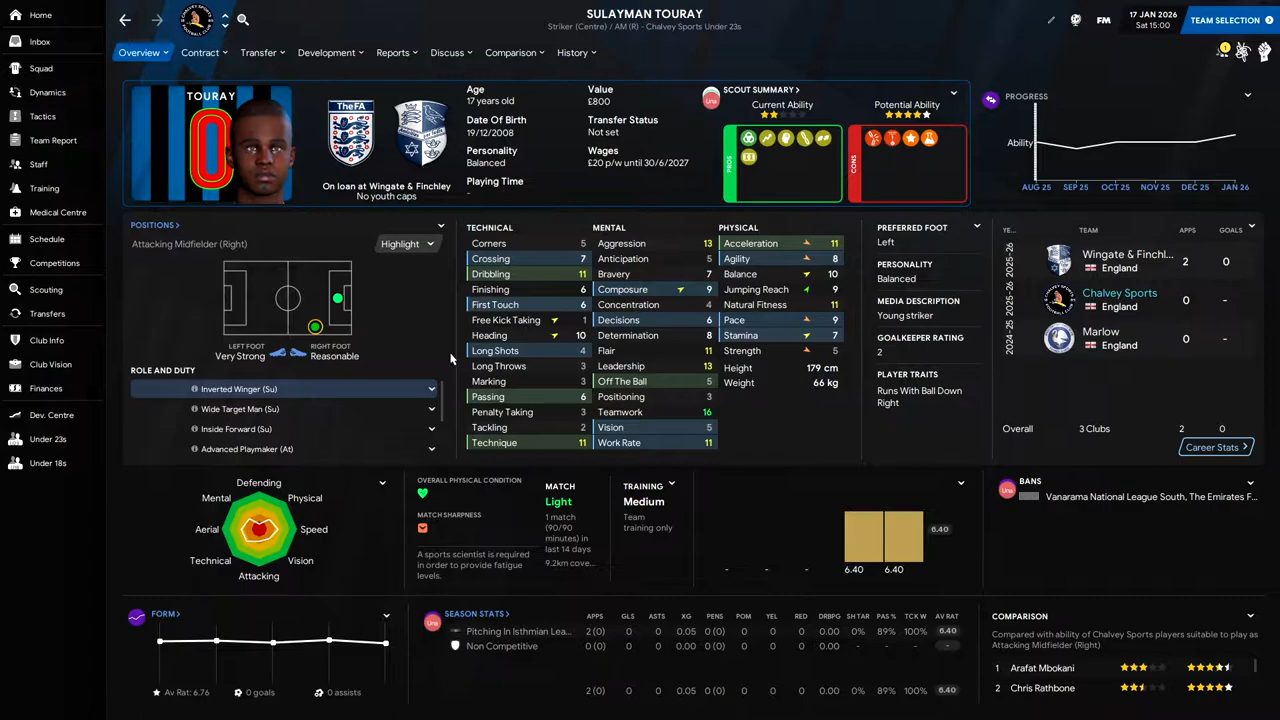 Home
Inbox
Squad
Dynamics
Tactics
Team Report
Staff
Training
Medical Centre
Schedule
Competitions
Scouting
Transfers
Club Info
Club Vision
Finances
Dev. Centre
Under 23s
Under 18s
SULAYMAN TOURAY
Striker (Centre) / AM (R) - Chalvey Sports Under 23s
FM
17 JAN 2026
Sat 15:00
TEAM SELECTION
Overview
Contract
Transfer
Development
Reports
Discuss
Comparison
History
1
TOURAY
0
The FA
On loan at Wingate & Finchley
No youth caps
Age
17 years old
Date Of Birth
19/12/2008
Personality
Balanced
Playing Time
-
Value
£800
Transfer Status
Not set
Wages
£20 p/w until 30/6/2027
Una
SCOUT SUMMARY >
Current Ability
Potential Ability
PROS
CONS
PROGRESS
Ability
AUG 25
SEP 25
OCT 25
NOV 25
DEC 25
JAN 26
POSITIONS >
Attacking Midfielder (Right)
Highlight
LEFT FOOT
Very Strong
RIGHT FOOT
Reasonable
ROLE AND DUTY
Inverted Winger (Su)
Wide Target Man (Su)
Inside Forward (Su)
Advanced Playmaker (At)
TECHNICAL
Corners 5
Crossing 7
Dribbling 11
Finishing 6
First Touch 6
Free Kick Taking 1
Heading 10
Long Shots 4
Long Throws 3
Marking 3
Passing 6
Penalty Taking 3
Tackling 2
Technique 11
MENTAL
Aggression 13
Anticipation 5
Bravery 7
Composure 9
Concentration 4
Decisions 6
Determination 8
Flair 11
Leadership 13
Off The Ball 5
Positioning 3
Teamwork 16
Vision 5
Work Rate 11
PHYSICAL
Acceleration 11
Agility 8
Balance 10
Jumping Reach 9
Natural Fitness 11
Pace 9
Stamina 7
Strength 5
Height 179 cm
Weight 66 kg
PREFERRED FOOT
Left
PERSONALITY
Balanced
MEDIA DESCRIPTION
Young striker
GOALKEEPER RATING
2
PLAYER TRAITS
Runs With Ball Down
Right
YE...
TEAM
APPS
GOALS
2025-26
Wingate & Finchl...
England
2
0
2025-26
Chalvey Sports
England
0
-
2024-25
Marlow
England
0
-
Overall
3 Clubs
2
0
Career Stats >
Defending
Physical
Speed
Vision
Attacking
Technical
Aerial
Mental
OVERALL PHYSICAL CONDITION
MATCH SHARPNESS
A sports scientist is required
in order to provide fatigue
levels.
MATCH
Light
1 match
(90/90
minutes) in
last 14 days
9.2km cove...
TRAINING
Medium
Team
training only
-
-
-
6.40
6.40
6.40
Una
BANS
Vanarama National League South, The Emirates F...
FORM >
Av Rat: 6.76
0 goals
0 assists
Una
SEASON STATS >
APPS GLS ASTS XG PENS POM YEL RED DRBPG SH TAR PAS % TCK W AV RAT
Pitching In Isthmian Lea... 2 (0) 0 0 0.05 0 (0) 0 0 0 0.00 0% 89% 100% 6.40
Non Competitive 0 (0) 0 0 0.00 0 (0) 0 0 0 0.00 - - - -
2 (0) 0 0 0.05 0 (0) 0 0 0 0.00 0% 89% 100% 6.40
COMPARISON
Compared with ability of Chalvey Sports players suitable to play as
Attacking Midfielder (Right)
1 Arafat Mbokani
2 Chris Rathbone